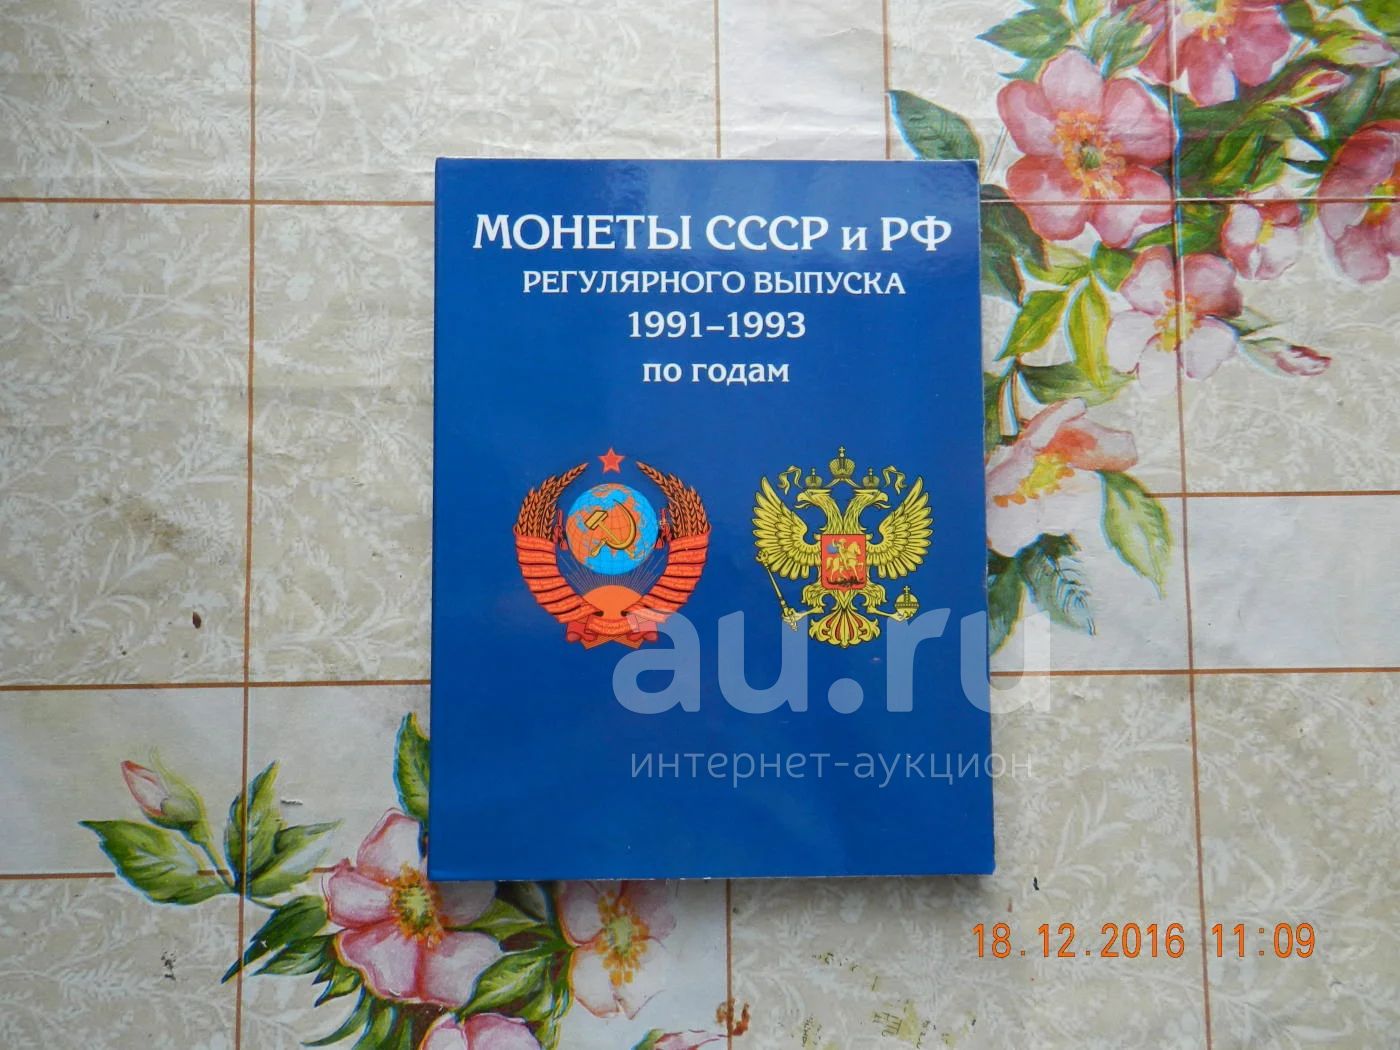 МОНЕТЫ СССР и РФ
РЕГУЛЯРНОГО ВЫПУСКА
1991–1993
по годам
au.ru
интернет-аукцион
18.12.2016 11:09